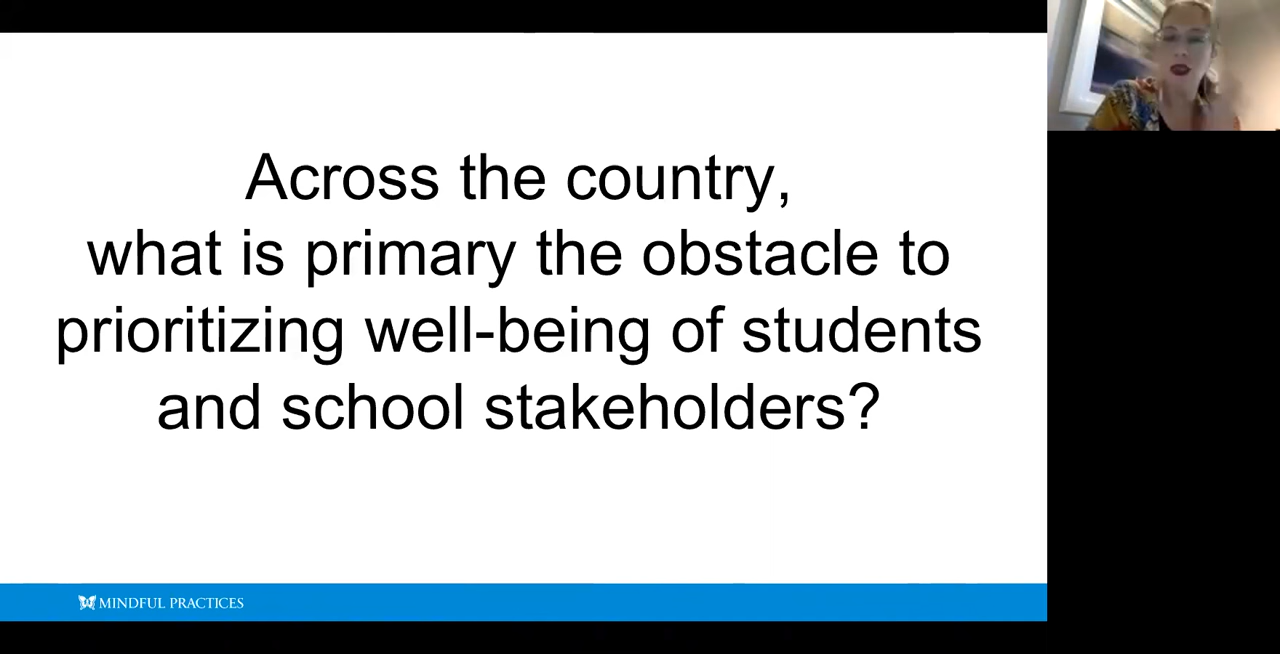 Across the country,
what is primary the obstacle to
prioritizing well-being of students
and school stakeholders?
MINDFUL PRACTICES